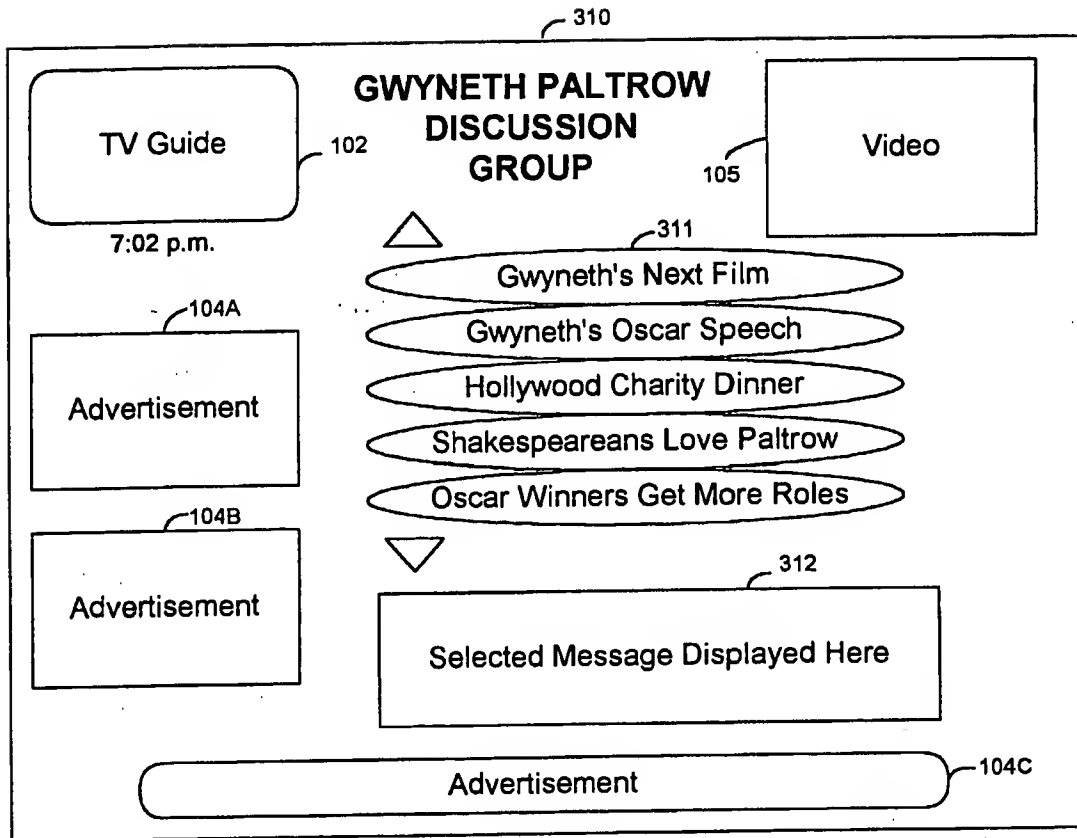 310
GWYNETH PALTROW
DISCUSSION
GROUP
TV Guide
102
105
Video
7:02 p.m.
311
Gwyneth's Next Film
104A
Gwyneth's Oscar Speech
Advertisement
Hollywood Charity Dinner
Shakespeareans Love Paltrow
Oscar Winners Get More Roles
104B
Advertisement
312
Selected Message Displayed Here
Advertisement
104C